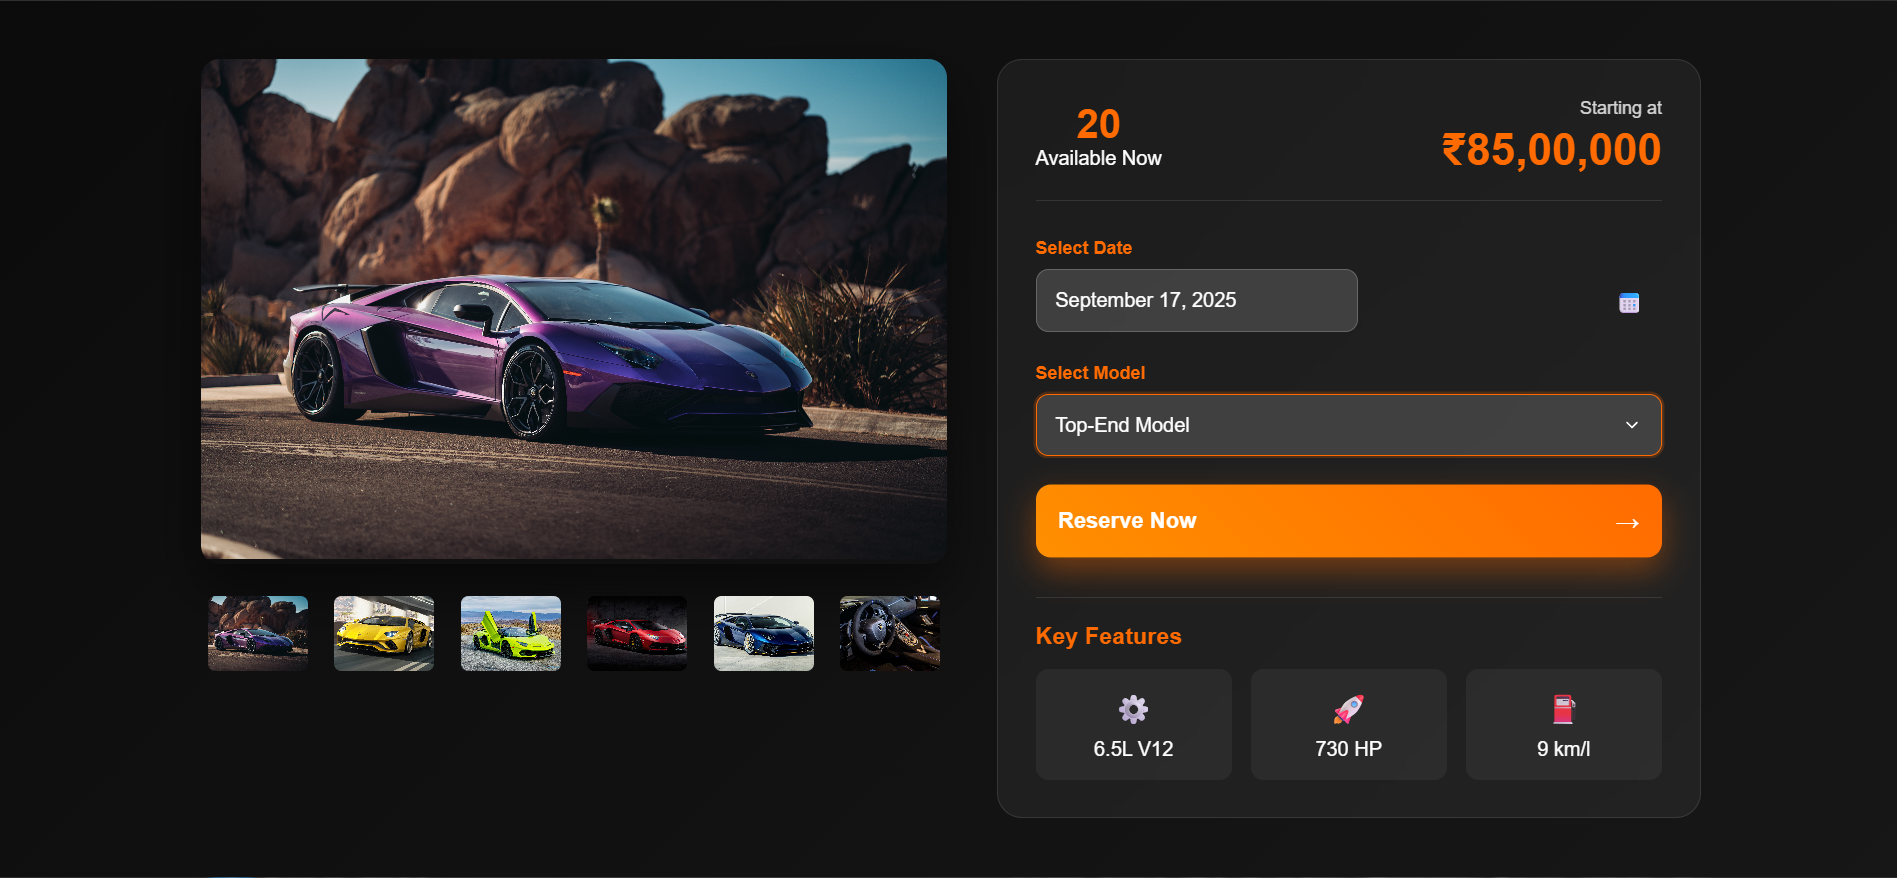 20
Available Now
Starting at
₹85,00,000
Select Date
September 17, 2025
Select Model
Top-End Model
Reserve Now →
Key Features
6.5L V12
730 HP
9 km/l